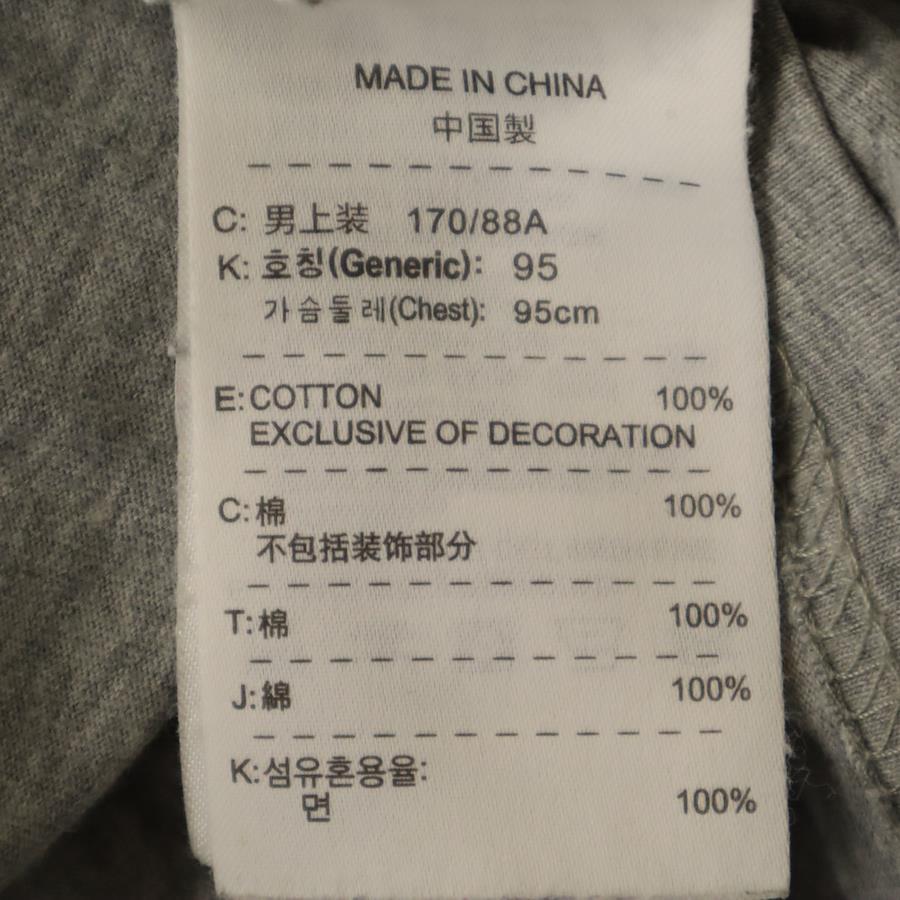 MADE IN CHINA
中国製
C: 男上装 170/88A
K: 호칭(Generic): 95
가슴둘레(Chest): 95cm
E: COTTON 100%
EXCLUSIVE OF DECORATION
C: 棉 100%
不包括装饰部分
T: 棉 100%
J: 綿 100%
K: 섬유혼용율:
면 100%